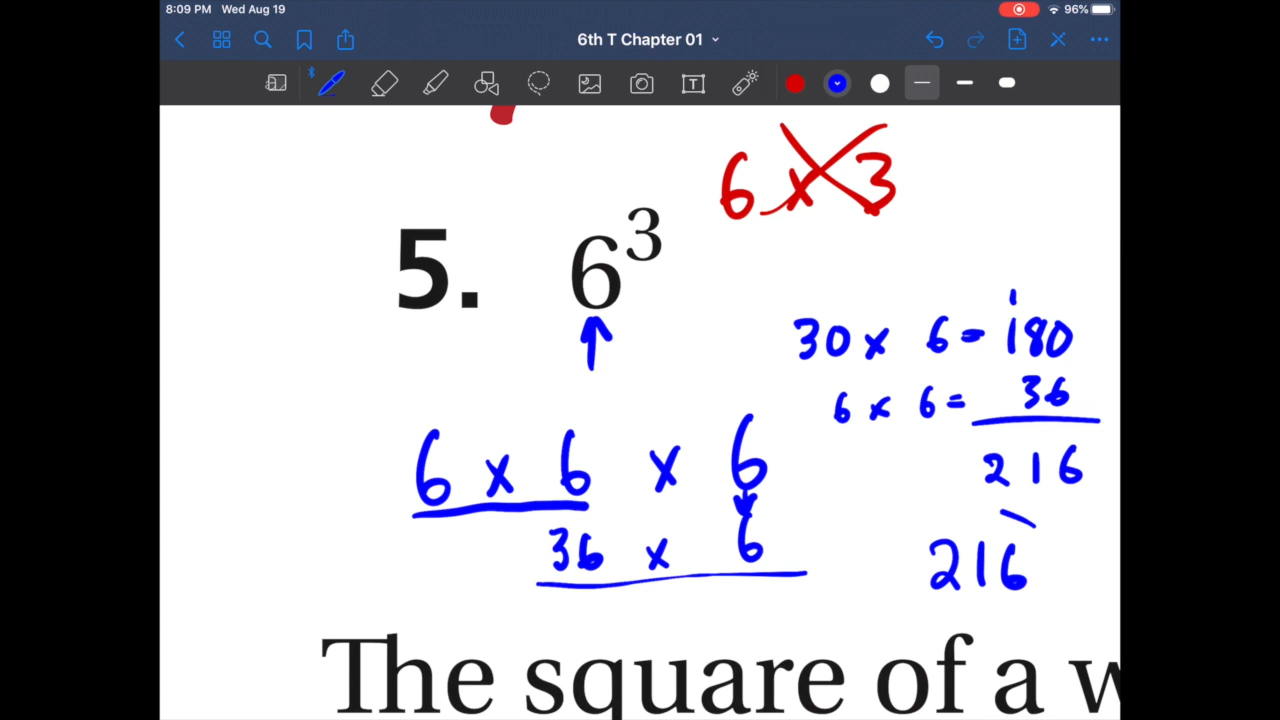 8:09 PM Wed Aug 19 96%
6th T Chapter 01
T
6 x 3
5. 6³
30 x 6 = 180
1
6 x 6 = 36
216
6 x 6 x 6
36 x 6
216
The square of a w